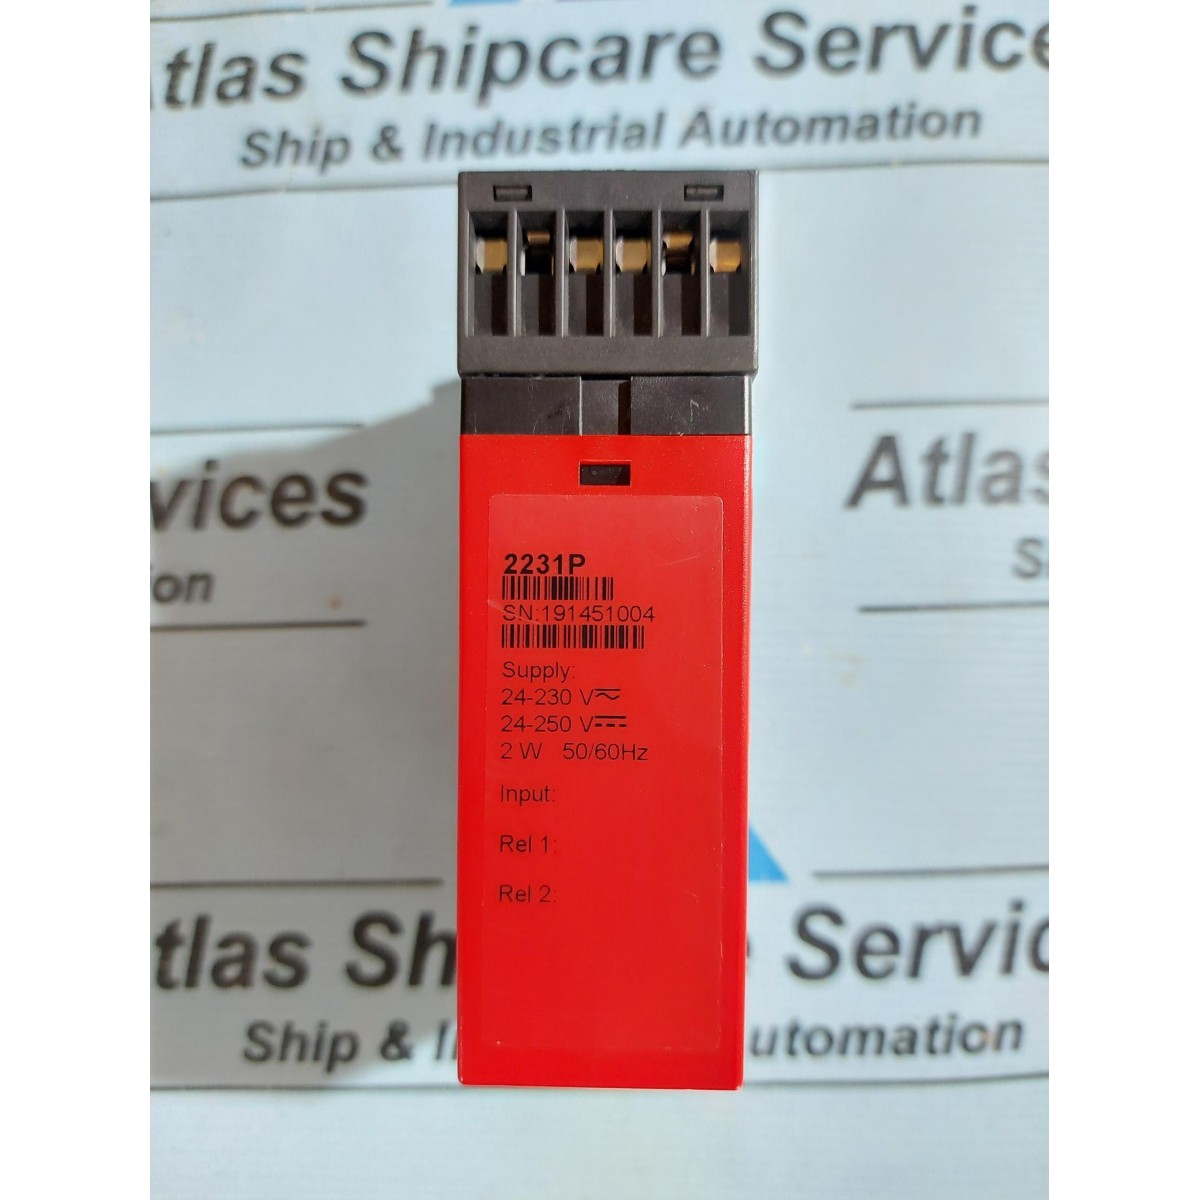 Atlas Shipcare Service
Ship & Industrial Automation
vices
ion
Atlas
S
2231P
SN:191451004
Supply:
24-230 V
24-250 V
2 W 50/60Hz
Input:
Rel 1:
Rel 2:
tlas Sh
Servic
Ship & I
utomation